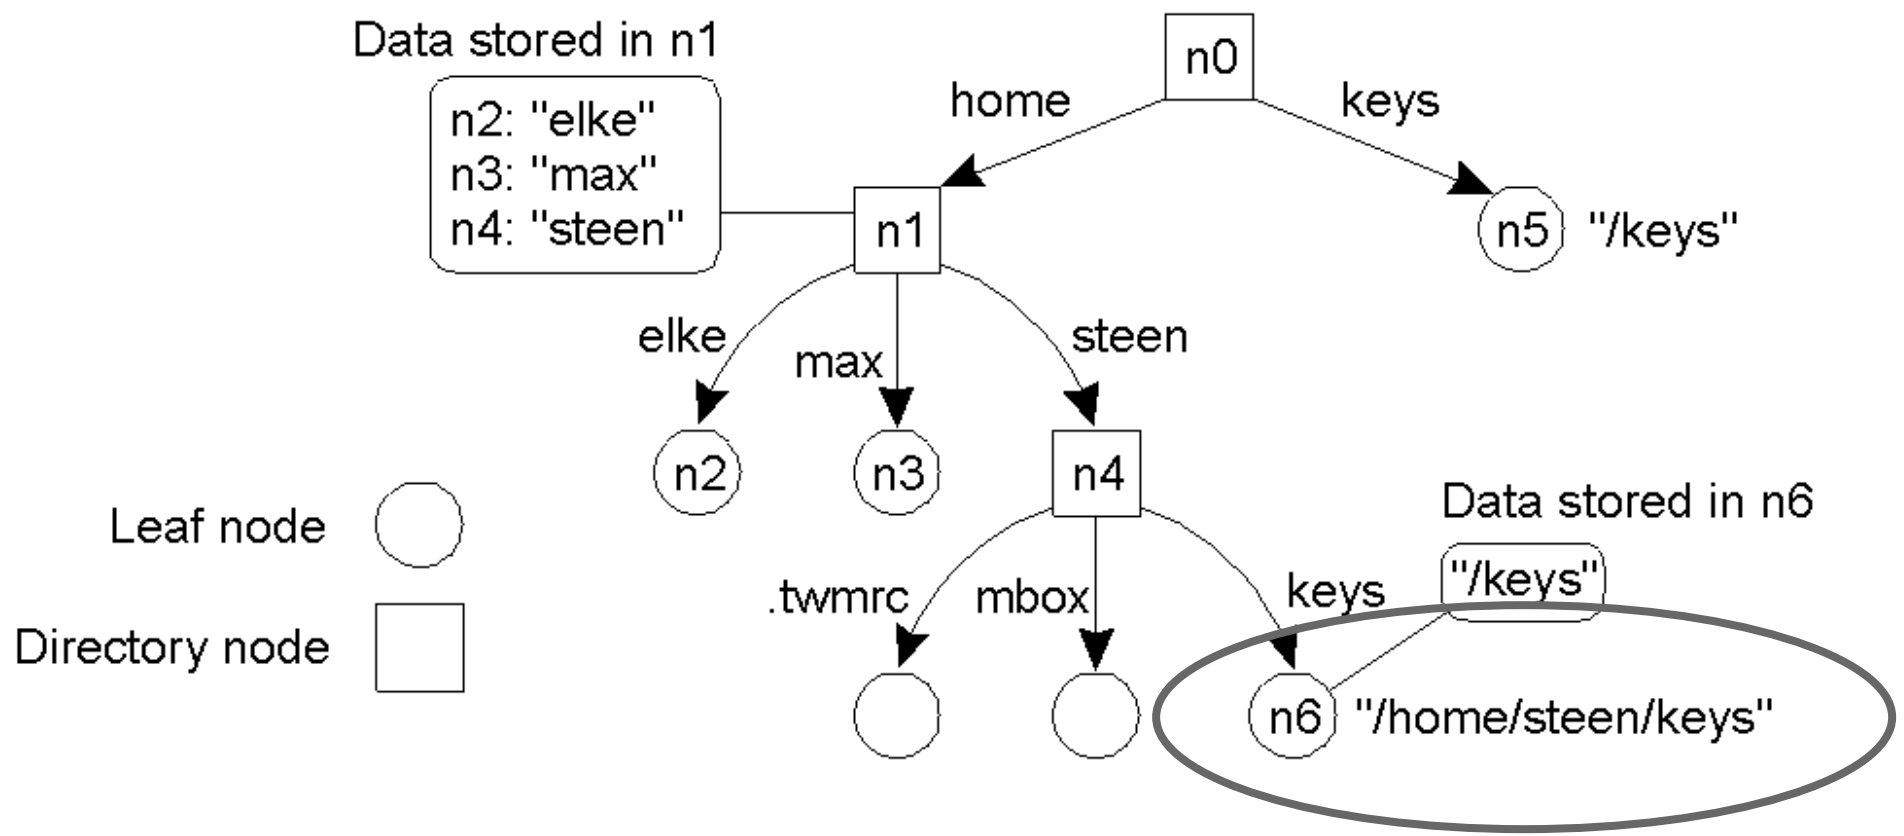 Data stored in n1
n0
n2: "elke"
n3: "max"
n4: "steen"
home
keys
n1
n5 "/keys"
elke
max
steen
n2
n3
n4
Data stored in n6
"/keys"
Leaf node
Directory node
.twmrc
mbox
keys
n6 "/home/steen/keys"